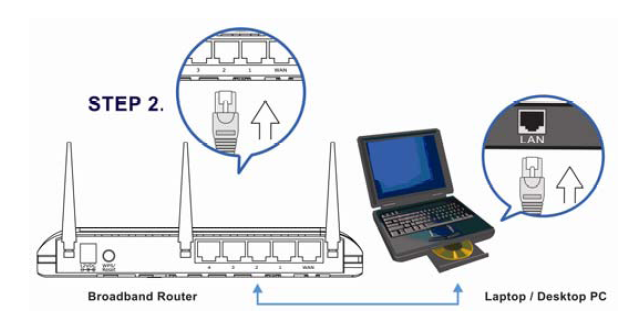 3 2 1 WAN
STEP 2.
LAN
12VDC
WPS/
Reset
4 3 2 1 WAN
Broadband Router
Laptop / Desktop PC